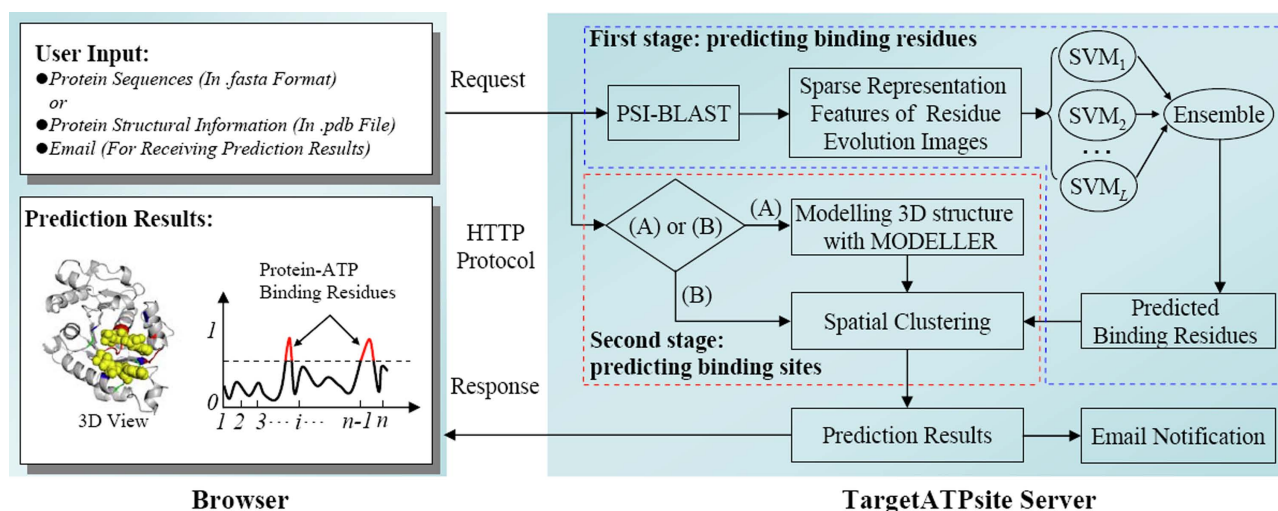 User Input:
●Protein Sequences (In .fasta Format)
or
●Protein Structural Information (In .pdb File)
●Email (For Receiving Prediction Results)
Prediction Results:
Protein-ATP
Binding Residues
1
0
1 2 3··· i··· n-1 n
3D View
Browser
Request
HTTP
Protocol
Response
First stage: predicting binding residues
PSI-BLAST
Sparse Representation
Features of Residue
Evolution Images
SVM1
SVM2
...
SVML
Ensemble
(A) or (B)
(A)
(B)
Modelling 3D structure
with MODELLER
Spatial Clustering
Predicted
Binding Residues
Second stage:
predicting binding sites
Prediction Results
Email Notification
TargetATPsite Server